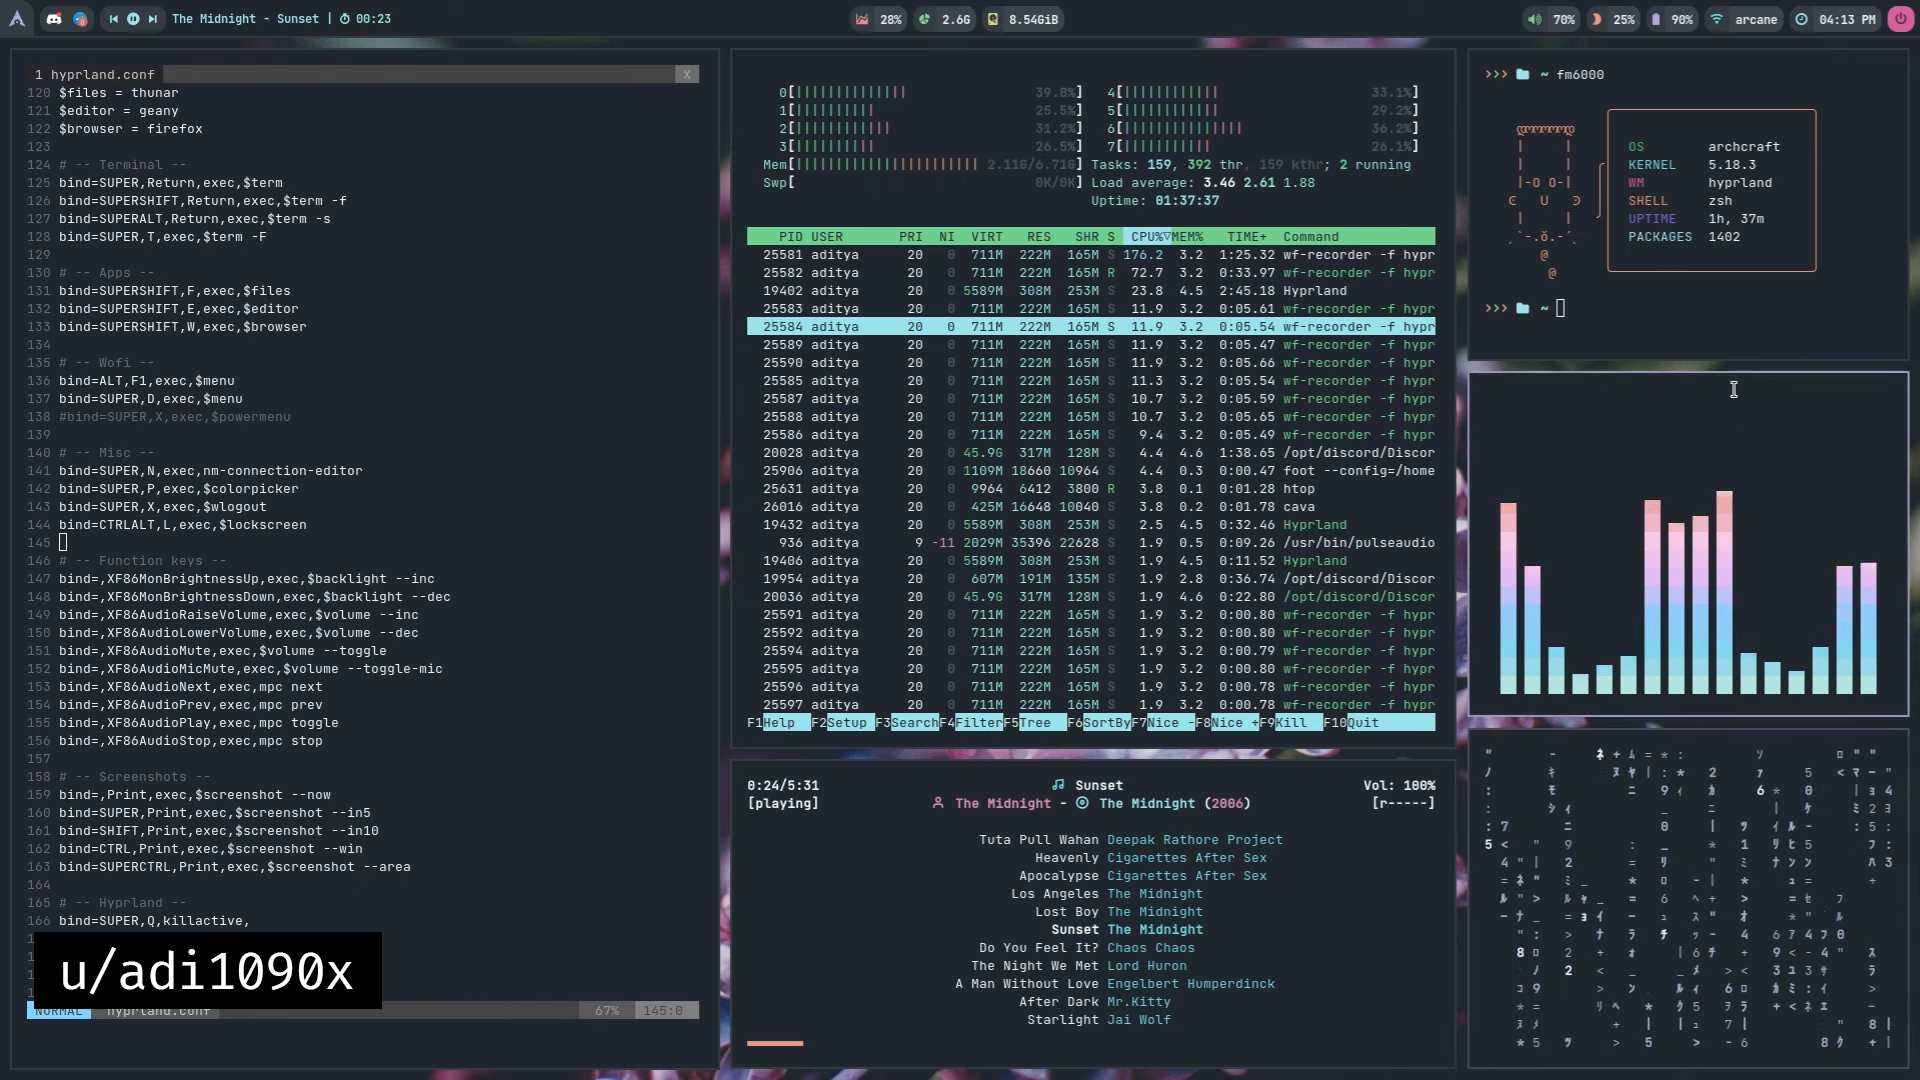 The Midnight - Sunset | 00:23
28% 2.6G 8.54GiB
70% 25% 90% arcane 04:13 PM
1 hyprland.conf X
120 $files = thunar
121 $editor = geany
122 $browser = firefox
123
124 # -- Terminal --
125 bind=SUPER,Return,exec,$term
126 bind=SUPERSHIFT,Return,exec,$term -f
127 bind=SUPERALT,Return,exec,$term -s
128 bind=SUPER,T,exec,$term -F
129
130 # -- Apps --
131 bind=SUPERSHIFT,F,exec,$files
132 bind=SUPERSHIFT,E,exec,$editor
133 bind=SUPERSHIFT,W,exec,$browser
134
135 # -- Wofi --
136 bind=ALT,F1,exec,$menu
137 bind=SUPER,D,exec,$menu
138 #bind=SUPER,X,exec,$powermenu
139
140 # -- Misc --
141 bind=SUPER,N,exec,nm-connection-editor
142 bind=SUPER,P,exec,$colorpicker
143 bind=SUPER,X,exec,$wlogout
144 bind=CTRLALT,L,exec,$lockscreen
145
146 # -- Function keys --
147 bind=,XF86MonBrightnessUp,exec,$backlight --inc
148 bind=,XF86MonBrightnessDown,exec,$backlight --dec
149 bind=,XF86AudioRaiseVolume,exec,$volume --inc
150 bind=,XF86AudioLowerVolume,exec,$volume --dec
151 bind=,XF86AudioMute,exec,$volume --toggle
152 bind=,XF86AudioMicMute,exec,$volume --toggle-mic
153 bind=,XF86AudioNext,exec,mpc next
154 bind=,XF86AudioPrev,exec,mpc prev
155 bind=,XF86AudioPlay,exec,mpc toggle
156 bind=,XF86AudioStop,exec,mpc stop
157
158 # -- Screenshots --
159 bind=,Print,exec,$screenshot --now
160 bind=SUPER,Print,exec,$screenshot --in5
161 bind=SHIFT,Print,exec,$screenshot --in10
162 bind=CTRL,Print,exec,$screenshot --win
163 bind=SUPERCTRL,Print,exec,$screenshot --area
164
165 # -- Hyprland --
166 bind=SUPER,Q,killactive,
u/adi1090x
NORMAL hyprland.conf 67% 145:0
0[39.8%] 4[33.1%]
1[25.5%] 5[29.2%]
2[31.2%] 6[36.2%]
3[26.5%] 7[26.1%]
Mem[2.11G/6.71G] Tasks: 159, 392 thr, 159 kthr; 2 running
Swp[0K/0K] Load average: 3.46 2.61 1.88
Uptime: 01:37:37
PID USER PRI NI VIRT RES SHR S CPU%▽MEM% TIME+ Command
25581 aditya 20 0 711M 222M 165M S 176.2 3.2 1:25.32 wf-recorder -f hypr
25582 aditya 20 0 711M 222M 165M R 72.7 3.2 0:33.97 wf-recorder -f hypr
19402 aditya 20 0 5589M 308M 253M S 23.8 4.5 2:45.18 Hyprland
25583 aditya 20 0 711M 222M 165M S 11.9 3.2 0:05.61 wf-recorder -f hypr
25584 aditya 20 0 711M 222M 165M S 11.9 3.2 0:05.54 wf-recorder -f hypr
25589 aditya 20 0 711M 222M 165M S 11.9 3.2 0:05.47 wf-recorder -f hypr
25590 aditya 20 0 711M 222M 165M S 11.9 3.2 0:05.66 wf-recorder -f hypr
25585 aditya 20 0 711M 222M 165M S 11.3 3.2 0:05.54 wf-recorder -f hypr
25587 aditya 20 0 711M 222M 165M S 10.7 3.2 0:05.59 wf-recorder -f hypr
25588 aditya 20 0 711M 222M 165M S 10.7 3.2 0:05.65 wf-recorder -f hypr
25586 aditya 20 0 711M 222M 165M S 9.4 3.2 0:05.49 wf-recorder -f hypr
20028 aditya 20 0 45.9G 317M 128M S 4.4 4.6 1:38.65 /opt/discord/Discor
25906 aditya 20 0 1109M 18660 10964 S 4.4 0.3 0:00.47 foot --config=/home
25631 aditya 20 0 9964 6412 3800 R 3.8 0.1 0:01.28 htop
26016 aditya 20 0 425M 16648 10040 S 3.8 0.2 0:01.78 cava
19432 aditya 20 0 5589M 308M 253M S 2.5 4.5 0:32.46 Hyprland
936 aditya 9 -11 2029M 35396 22628 S 1.9 0.5 0:09.26 /usr/bin/pulseaudio
19406 aditya 20 0 5589M 308M 253M S 1.9 4.5 0:11.52 Hyprland
19954 aditya 20 0 607M 191M 135M S 1.9 2.8 0:36.74 /opt/discord/Discor
20036 aditya 20 0 45.9G 317M 128M S 1.9 4.6 0:22.80 /opt/discord/Discor
25591 aditya 20 0 711M 222M 165M S 1.9 3.2 0:00.80 wf-recorder -f hypr
25592 aditya 20 0 711M 222M 165M S 1.9 3.2 0:00.80 wf-recorder -f hypr
25594 aditya 20 0 711M 222M 165M S 1.9 3.2 0:00.79 wf-recorder -f hypr
25595 aditya 20 0 711M 222M 165M S 1.9 3.2 0:00.80 wf-recorder -f hypr
25596 aditya 20 0 711M 222M 165M S 1.9 3.2 0:00.78 wf-recorder -f hypr
25597 aditya 20 0 711M 222M 165M S 1.9 3.2 0:00.78 wf-recorder -f hypr
F1Help F2Setup F3SearchF4FilterF5Tree F6SortByF7Nice -F8Nice +F9Kill F10Quit
0:24/5:31 Sunset Vol: 100%
[playing] The Midnight - The Midnight (2006) [r-----]
Tuta Pull Wahan Deepak Rathore Project
Heavenly Cigarettes After Sex
Apocalypse Cigarettes After Sex
Los Angeles The Midnight
Lost Boy The Midnight
Sunset The Midnight
Do You Feel It? Chaos Chaos
The Night We Met Lord Huron
A Man Without Love Engelbert Humperdinck
After Dark Mr.Kitty
Starlight Jai Wolf
>>> ~ fm6000
OS archcraft
KERNEL 5.18.3
WM hyprland
SHELL zsh
UPTIME 1h, 37m
PACKAGES 1402
>>> ~